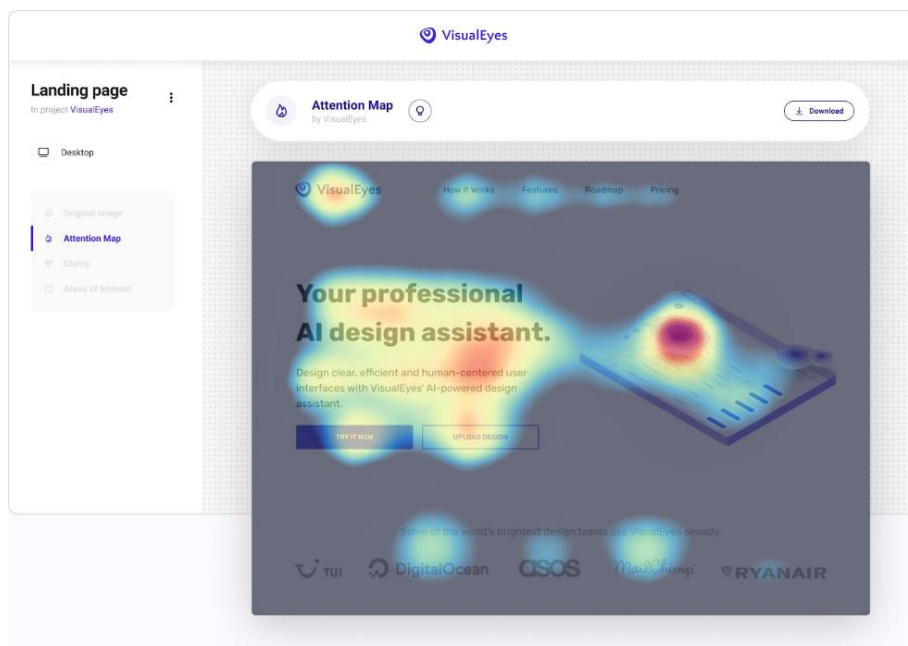 VisualEyes
Landing page
In project VisualEyes
Desktop
Original Image
Attention Map
Clarity
Areas of Interest
Attention Map
by VisualEyes
Download
VisualEyes
How It Works
Features
Roadmap
Pricing
Your professional
AI design assistant.
Design clear, efficient and human-centered user
interfaces with VisualEyes' AI-powered design
assistant.
TRY IT NOW
UPLOAD DESIGN
Some of the world's brightest design teams use VisualEyes already.
TUI
DigitalOcean
asos
MailChimp
RYANAIR